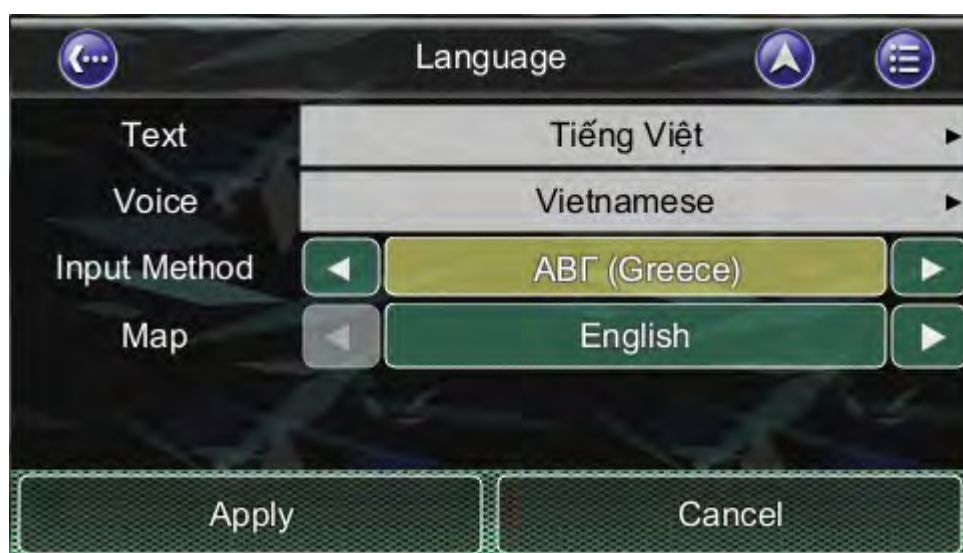 Language
Text Tiếng Việt
Voice Vietnamese
Input Method ΑΒΓ (Greece)
Map English
Apply Cancel